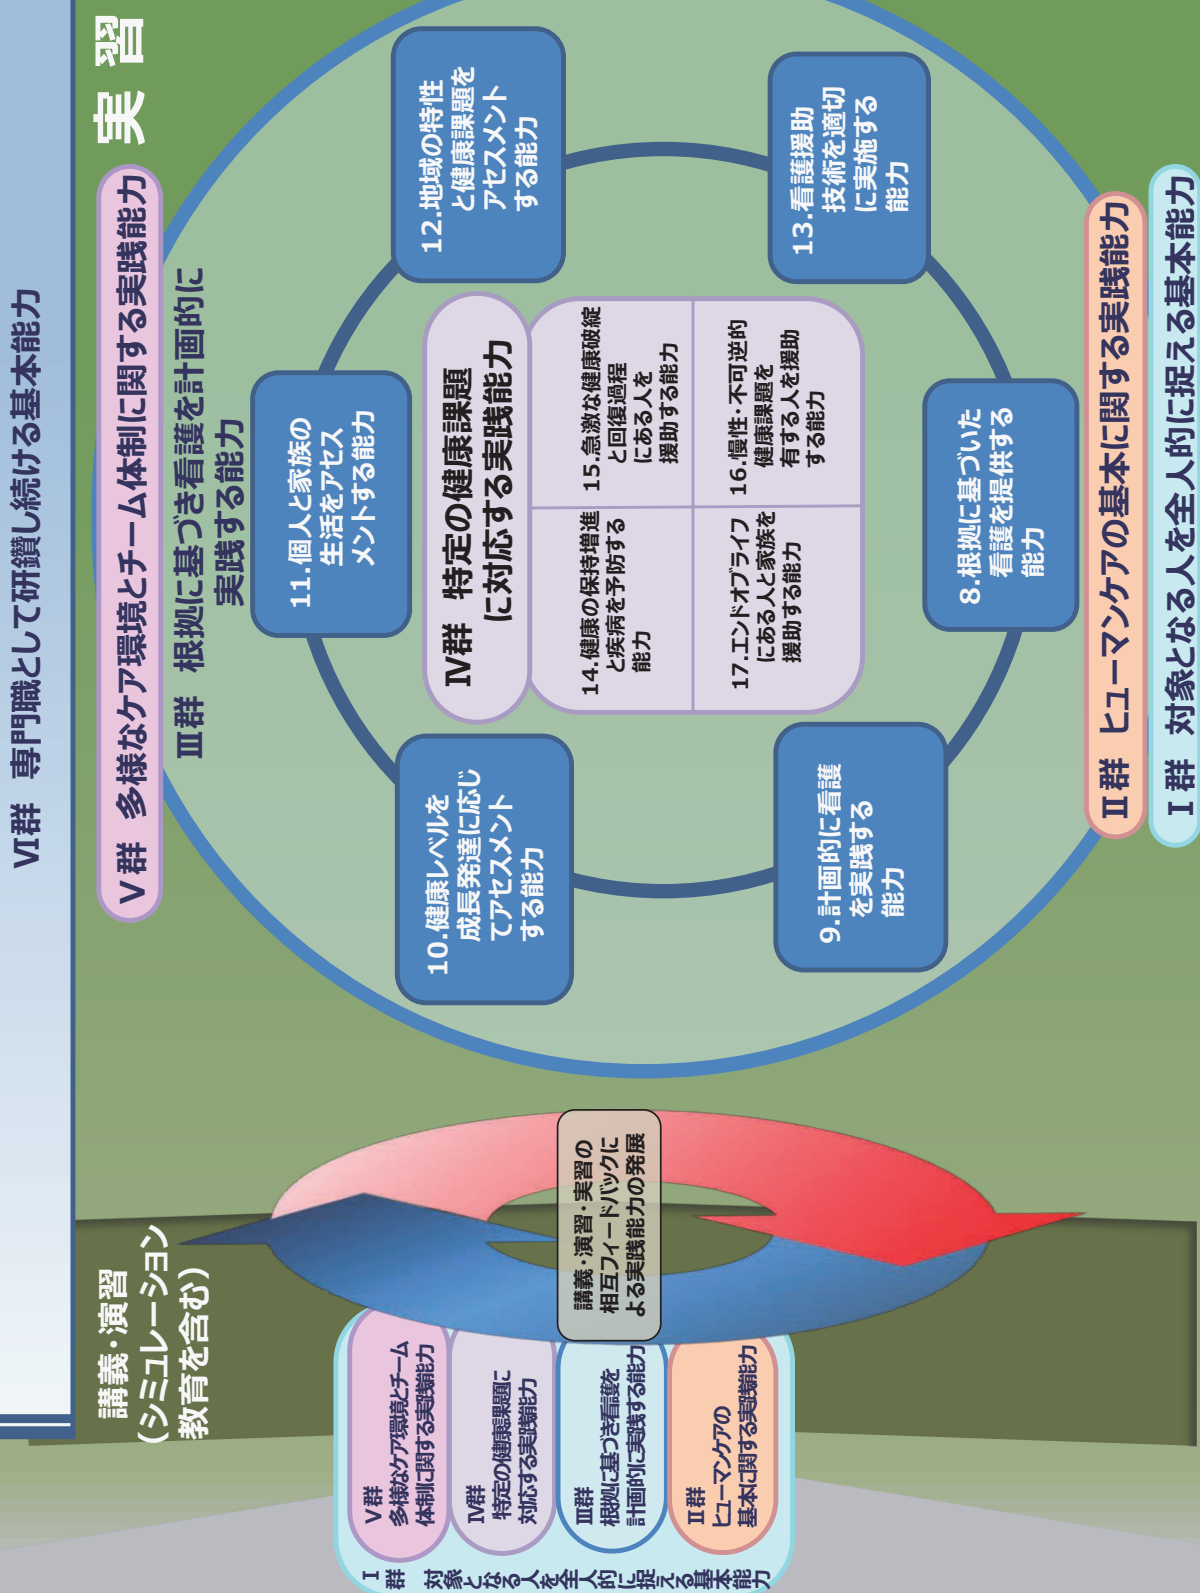 Ⅵ群　専門職として研鑽し続ける基本能力
講義・演習
(シミュレーション
教育を含む)
実 習
Ⅴ群　多様なケア環境とチーム体制に関する実践能力
Ⅲ群　根拠に基づき看護を計画的に
実践する能力
11.個人と家族の
生活をアセス
メントする能力
10.健康レベルを
成長発達に応じ
てアセスメント
する能力
12.地域の特性
と健康課題を
アセスメント
する能力
Ⅳ群　特定の健康課題
に対応する実践能力
14.健康の保持増進
と疾病を予防する
能力
15.急激な健康破綻
と回復過程
にある人を
援助する能力
17.エンドオブライフ
にある人と家族を
援助する能力
16.慢性・不可逆的
健康課題を
有する人を援助
する能力
9.計画的に看護
を実践する
能力
13.看護援助
技術を適切
に実施する
能力
8.根拠に基づいた
看護を提供する
能力
Ⅱ群　ヒューマンケアの基本に関する実践能力
Ⅰ群　対象となる人を全人的に捉える基本能力
講義・演習・実習の
相互フィードバックに
よる実践能力の発展
Ⅴ群
多様なケア環境とチーム
体制に関する実践能力
Ⅳ群
特定の健康課題に
対応する実践能力
Ⅲ群
根拠に基づき看護を
計画的に実践する能力
Ⅱ群
ヒューマンケアの
基本に関する実践能力
Ⅰ群　対象となる人を全人的に捉える基本能力